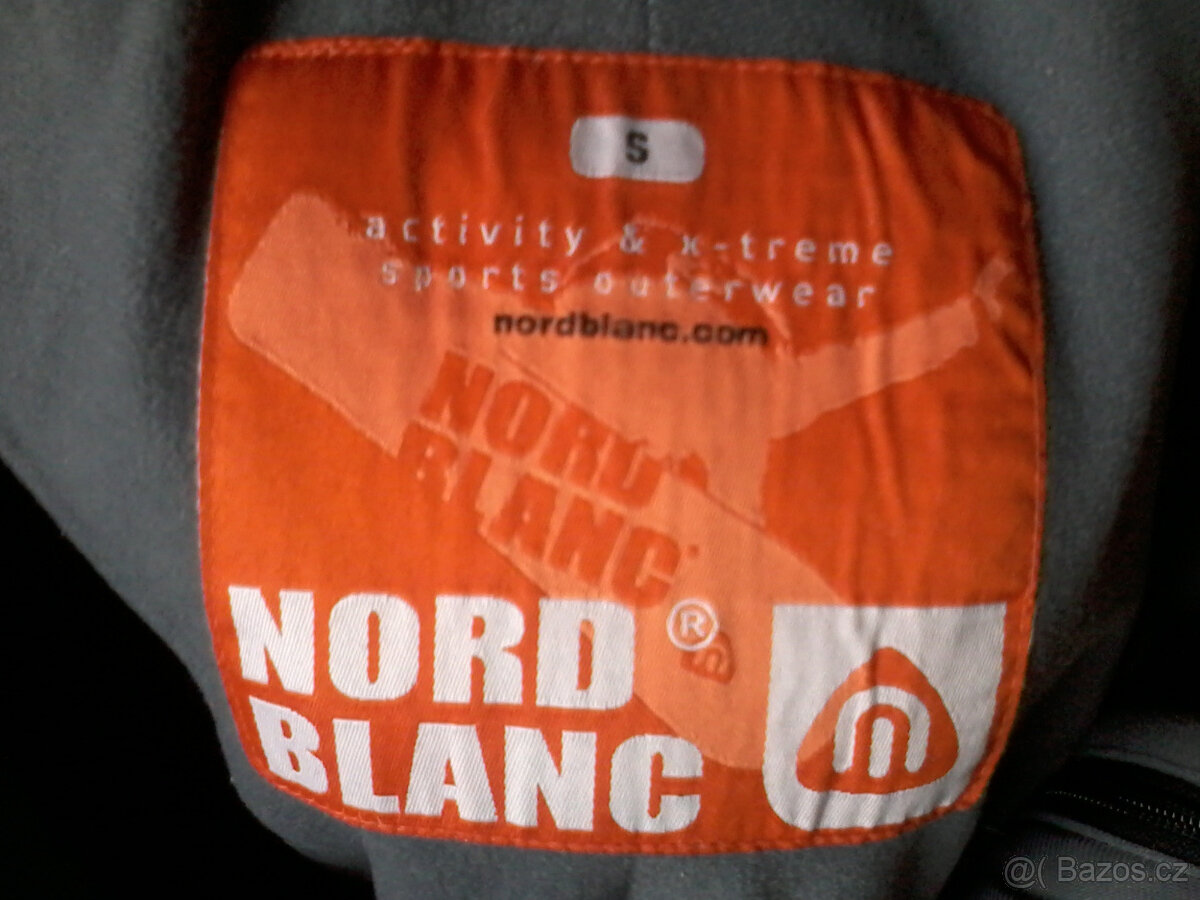 S
activity & x-treme
sports outerwear
nordblanc.com
NORD
BLANC
NORD ®
BLANC
n
@( Bazos.cz